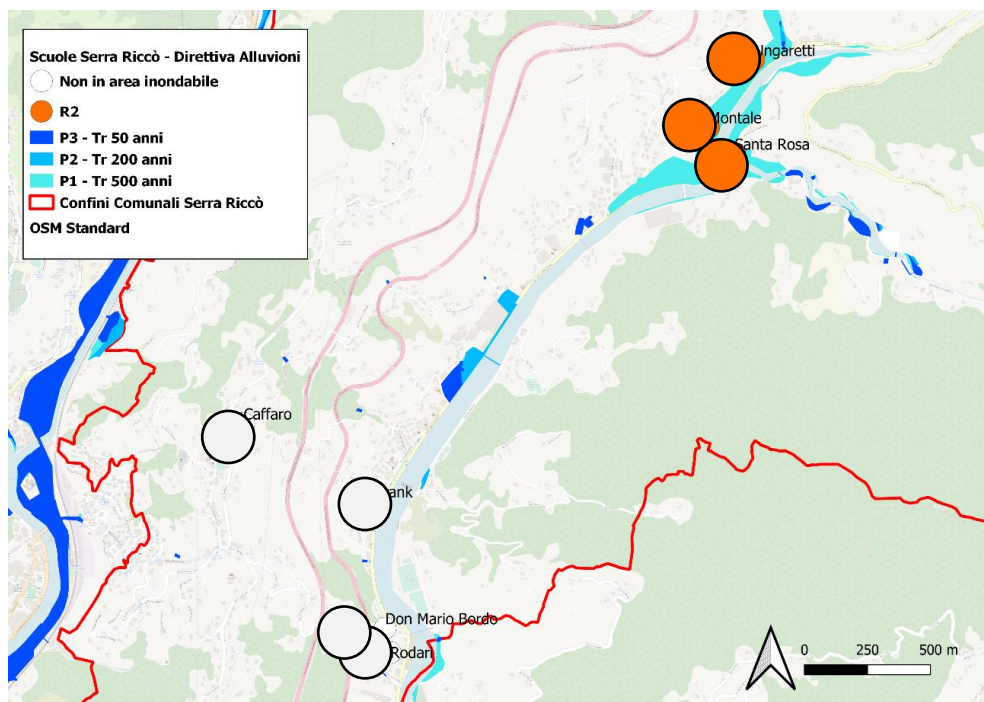 Scuole Serra Riccò - Direttiva Alluvioni
Non in area inondabile
R2
P3 - Tr 50 anni
P2 - Tr 200 anni
P1 - Tr 500 anni
Confini Comunali Serra Riccò
OSM Standard
Ungaretti
Montale
Santa Rosa
Caffaro
ank
Don Mario Bordo
Rodari
0 250 500 m